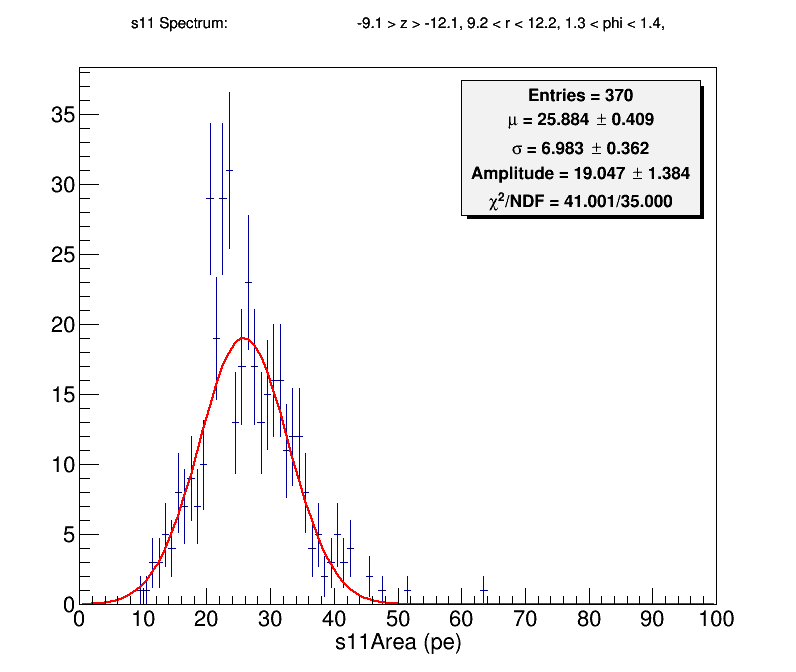 s11 Spectrum: -9.1 > z > -12.1, 9.2 < r < 12.2, 1.3 < phi < 1.4,
Entries = 370
μ = 25.884 ± 0.409
σ = 6.983 ± 0.362
Amplitude = 19.047 ± 1.384
χ²/NDF = 41.001/35.000
35
30
25
20
15
10
5
0
0 10 20 30 40 50 60 70 80 90 100
s11Area (pe)